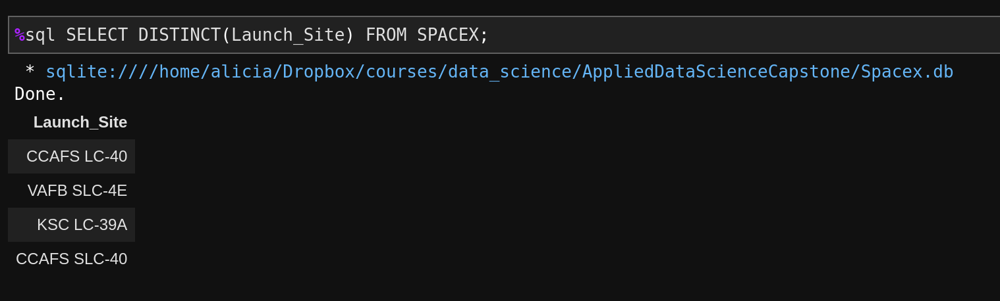 %sql SELECT DISTINCT(Launch_Site) FROM SPACEX;
* sqlite:////home/alicia/Dropbox/courses/data_science/AppliedDataScienceCapstone/Spacex.db
Done.
Launch_Site
CCAFS LC-40
VAFB SLC-4E
KSC LC-39A
CCAFS SLC-40